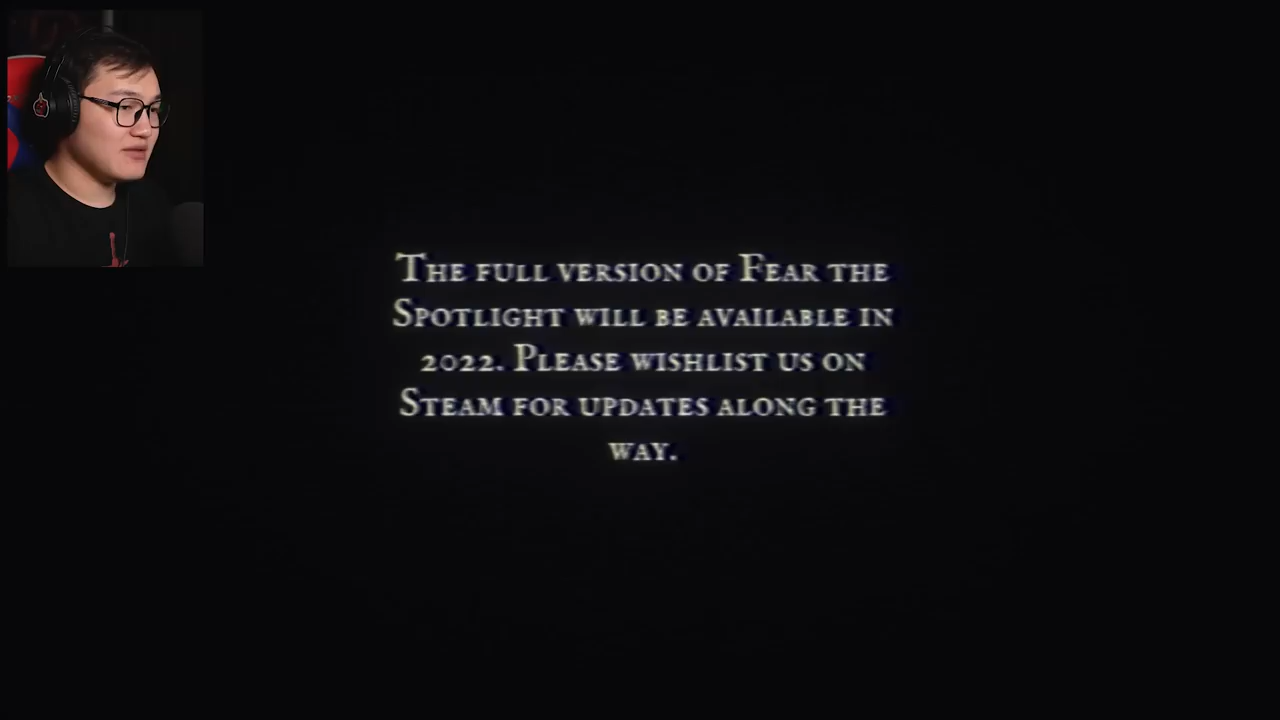 The full version of Fear the
Spotlight will be available in
2022. Please wishlist us on
Steam for updates along the
way.